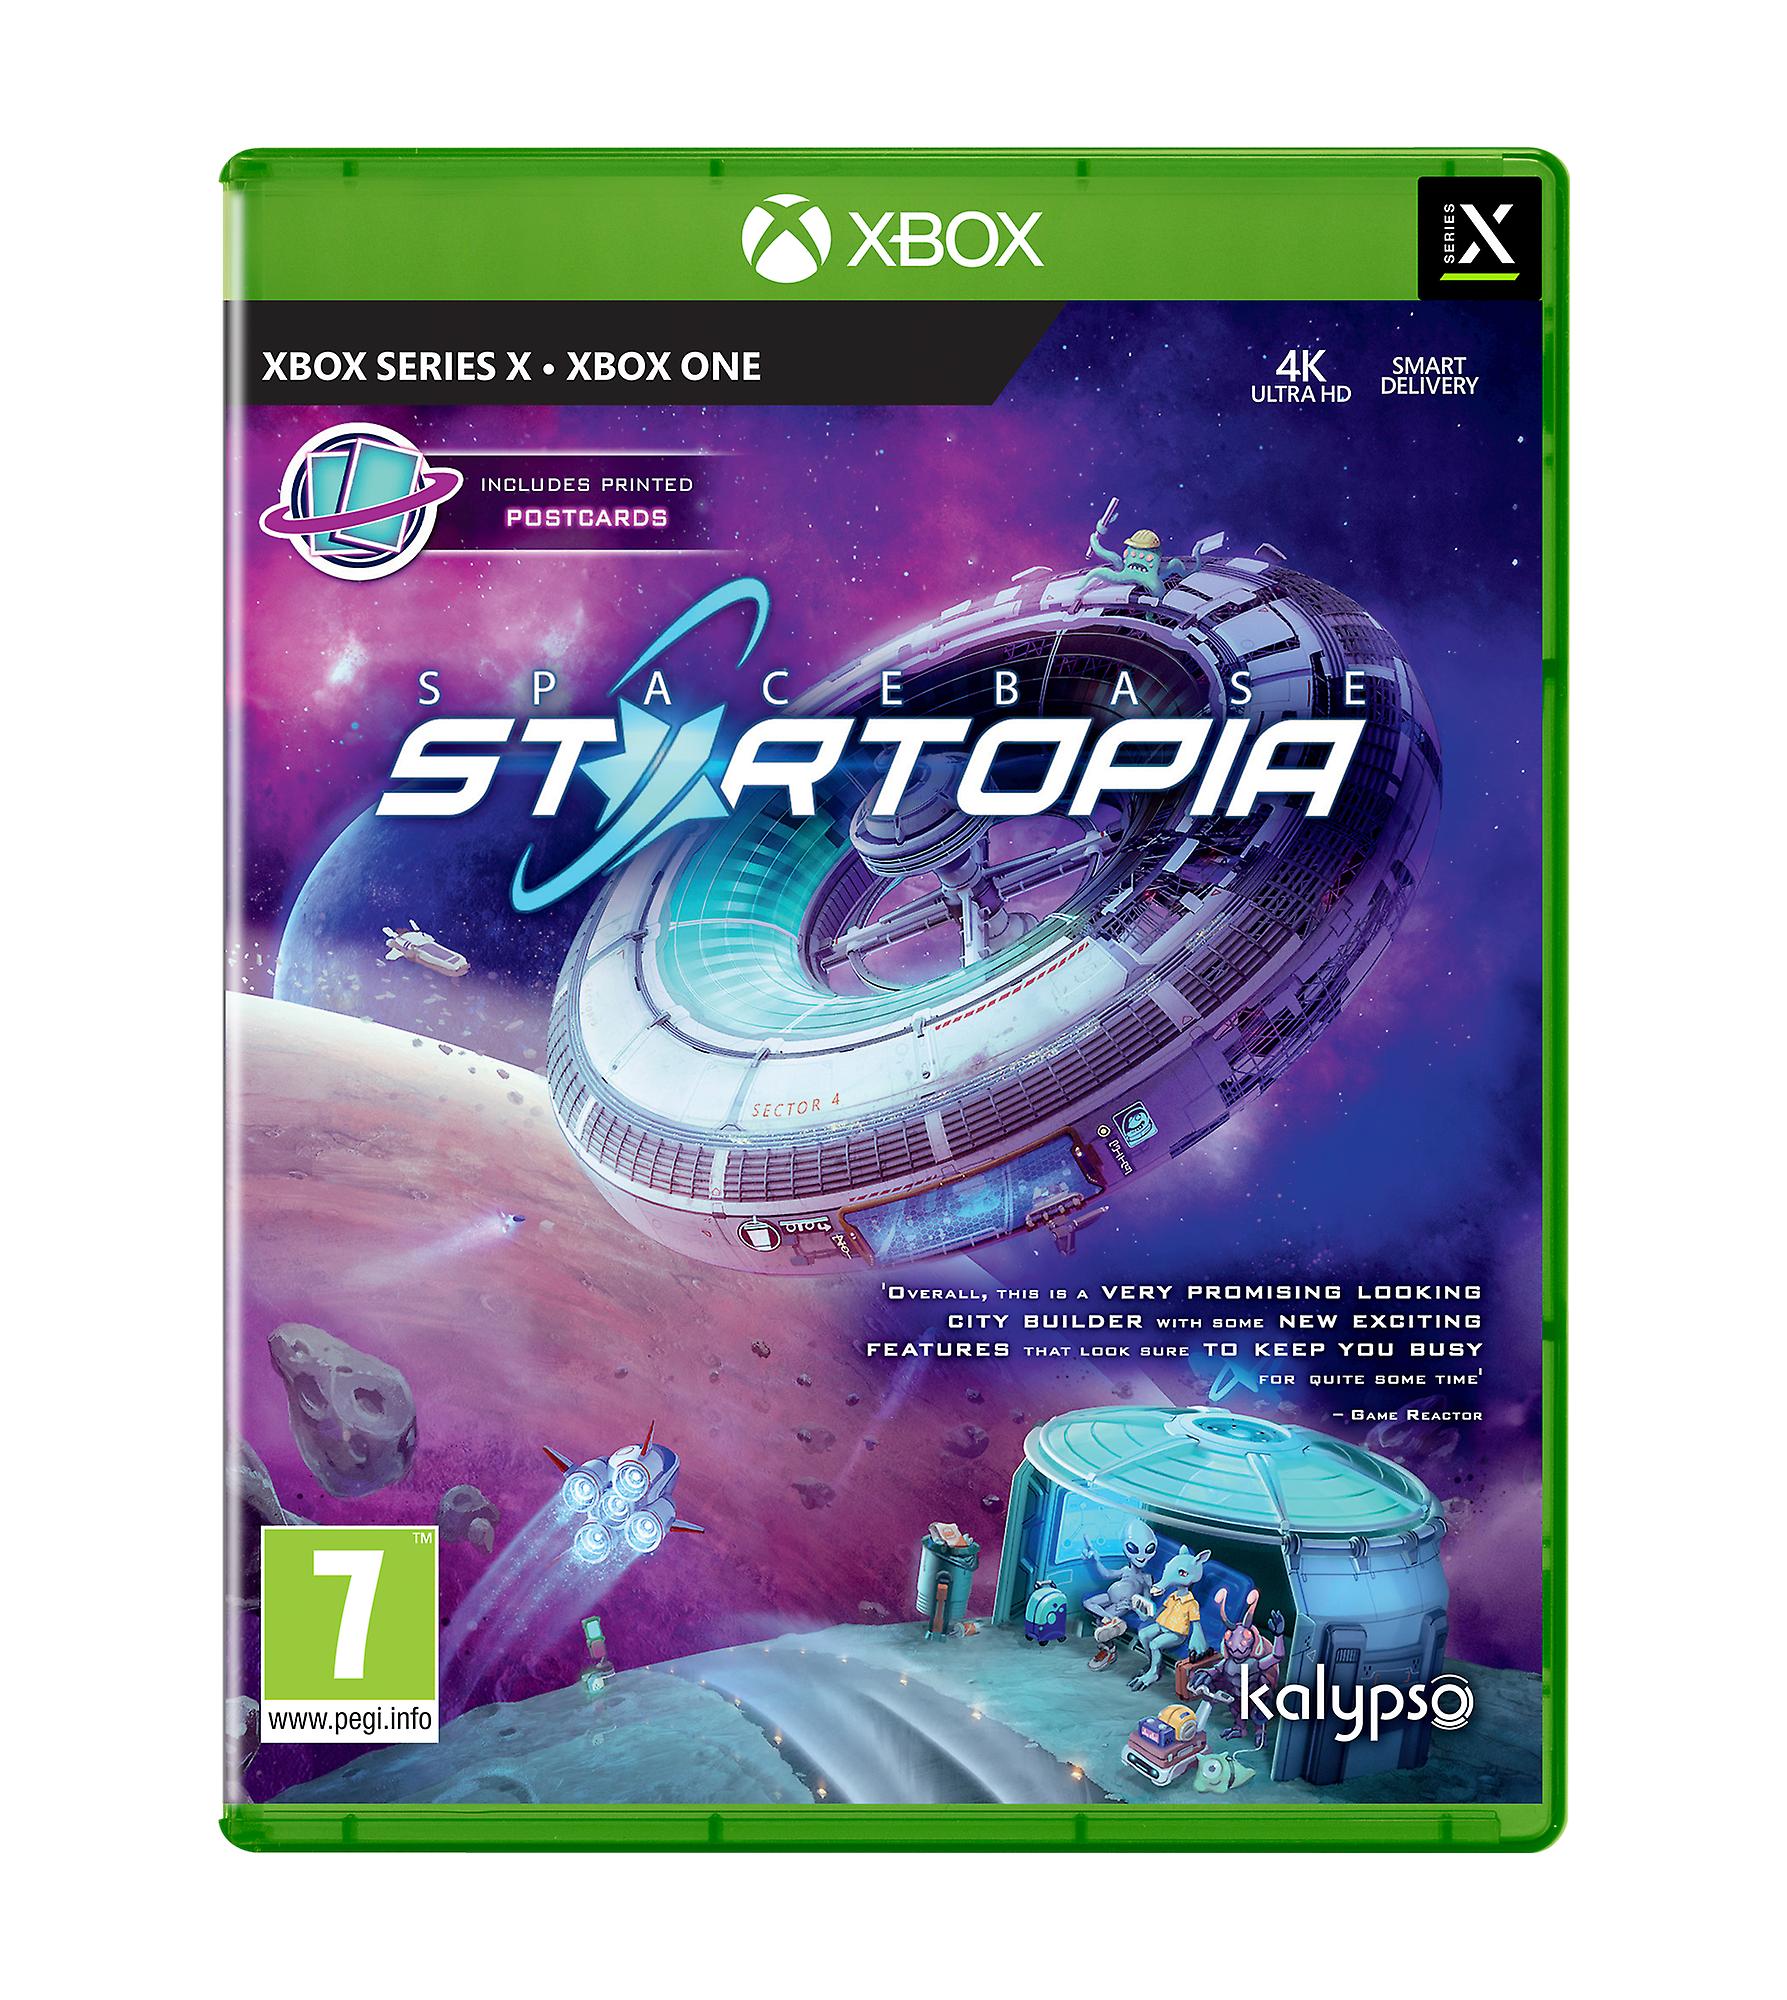 XBOX
SERIES X
XBOX SERIES X • XBOX ONE
4K
ULTRA HD
SMART
DELIVERY
INCLUDES PRINTED
POSTCARDS
SPACEBASE
STARTOPIA
SECTOR 4
'OVERALL, THIS IS A VERY PROMISING LOOKING
CITY BUILDER WITH SOME NEW EXCITING
FEATURES THAT LOOK SURE TO KEEP YOU BUSY
FOR QUITE SOME TIME'
– GAME REACTOR
7
™
www.pegi.info
kalypso